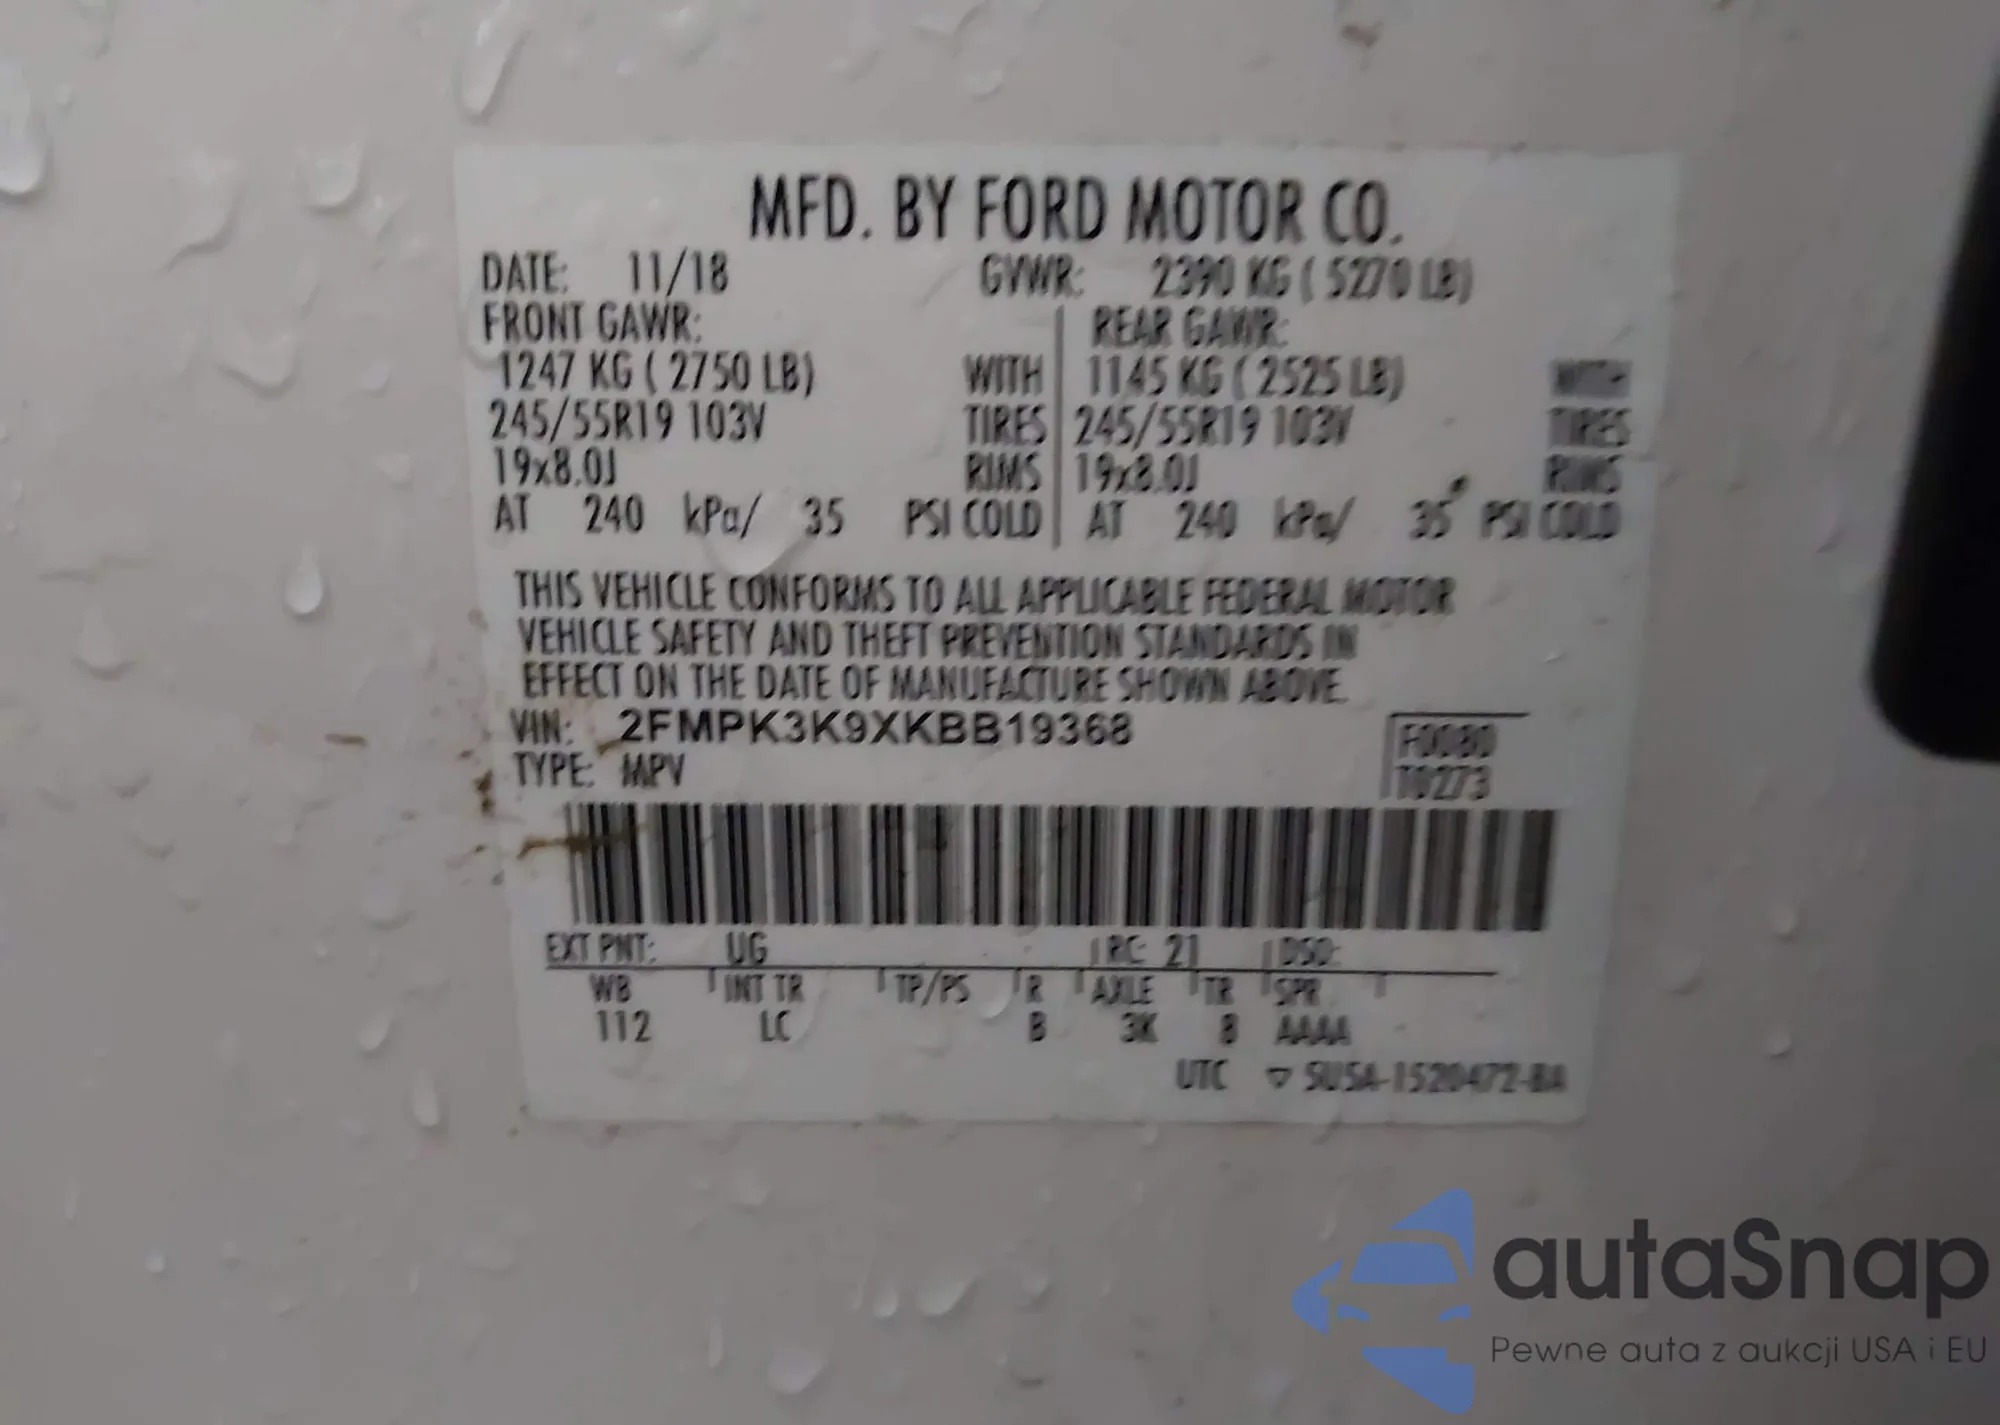 MFD. BY FORD MOTOR CO.
DATE: 11/18 GVWR: 2390 KG ( 5270 LB)
FRONT GAWR: REAR GAWR:
1247 KG ( 2750 LB) WITH 1145 KG ( 2525 LB) WITH
245/55R19 103V TIRES 245/55R19 103V TIRES
19x8.0J RIMS 19x8.0J RIMS
AT 240 kPa/ 35 PSI COLD AT 240 kPa/ 35 PSI COLD
THIS VEHICLE CONFORMS TO ALL APPLICABLE FEDERAL MOTOR
VEHICLE SAFETY AND THEFT PREVENTION STANDARDS IN
EFFECT ON THE DATE OF MANUFACTURE SHOWN ABOVE.
VIN: 2FMPK3K9XKBB19368
TYPE: MPV
F0080
T0273
EXT PNT: UG RC: 21 DSO:
WB INT TR TP/PS R AXLE TR SPR
112 LC B 3K 8 AAAA
UTC ▽ 5U5A-1520472-BA
autaSnap
Pewne auta z aukcji USA i EU